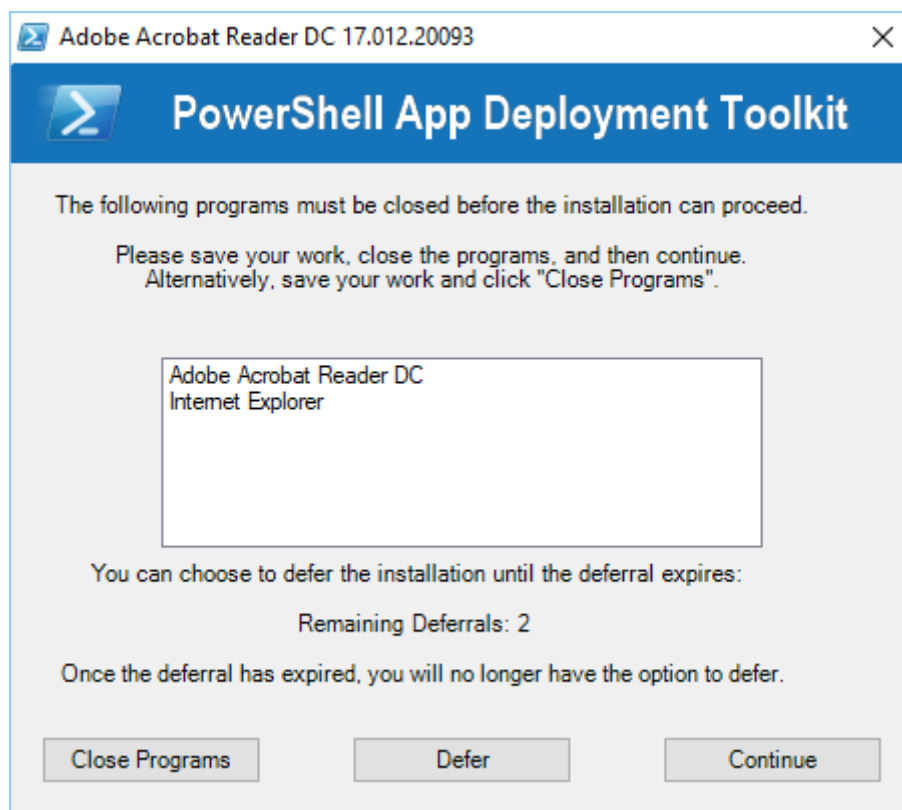 Adobe Acrobat Reader DC 17.012.20093
PowerShell App Deployment Toolkit
The following programs must be closed before the installation can proceed.
Please save your work, close the programs, and then continue.
Alternatively, save your work and click "Close Programs".
Adobe Acrobat Reader DC
Internet Explorer
You can choose to defer the installation until the deferral expires:
Remaining Deferrals: 2
Once the deferral has expired, you will no longer have the option to defer.
Close Programs Defer Continue